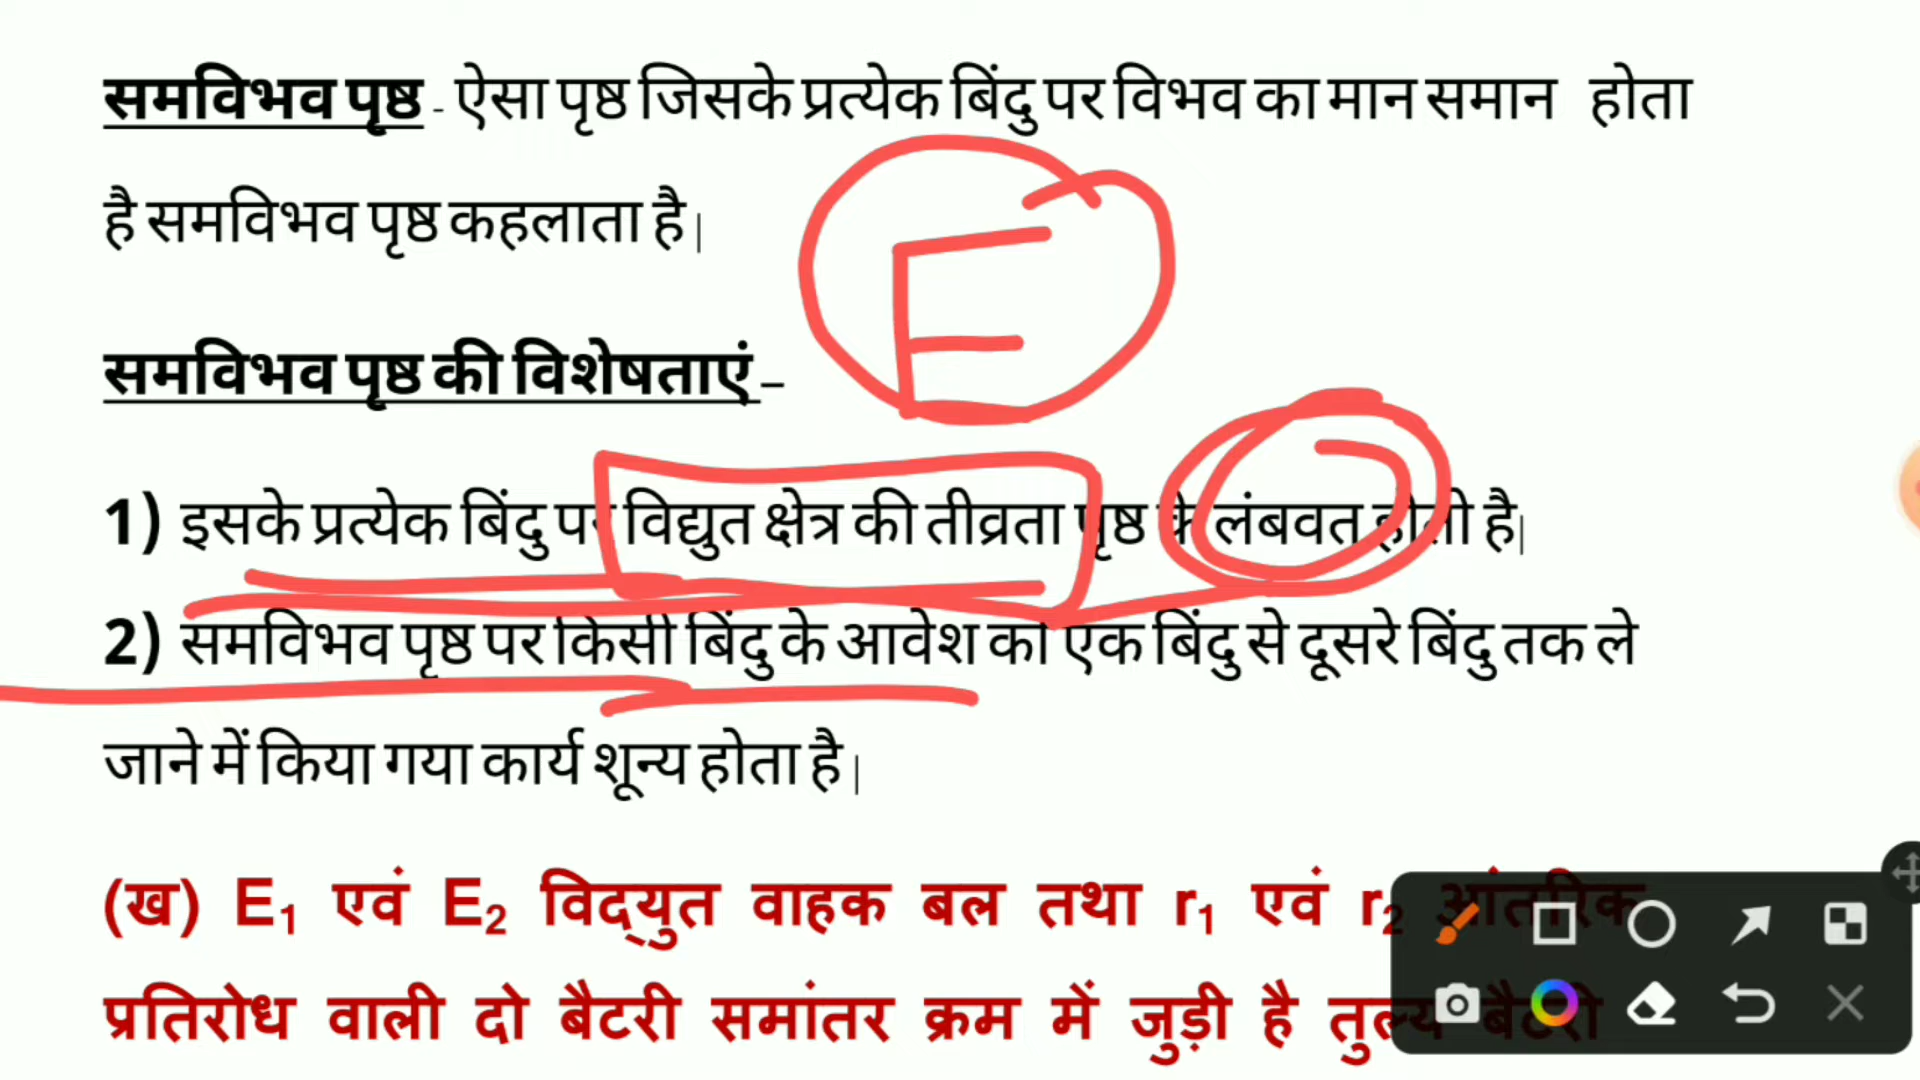 समविभव पृष्ठ - ऐसा पृष्ठ जिसके प्रत्येक बिंदु पर विभव का मान समान होता
है समविभव पृष्ठ कहलाता है|
E
समविभव पृष्ठ की विशेषताएं –
1) इसके प्रत्येक बिंदु पर विद्युत क्षेत्र की तीव्रता पृष्ठ के लंबवत होती है|
2) समविभव पृष्ठ पर किसी बिंदु के आवेश को एक बिंदु से दूसरे बिंदु तक ले
जाने में किया गया कार्य शून्य होता है|
(ख) E₁ एवं E₂ विद्युत वाहक बल तथा r₁ एवं r₂ आंतरिक
प्रतिरोध वाली दो बैटरी समांतर क्रम में जुड़ी है तुल्य बैटरी